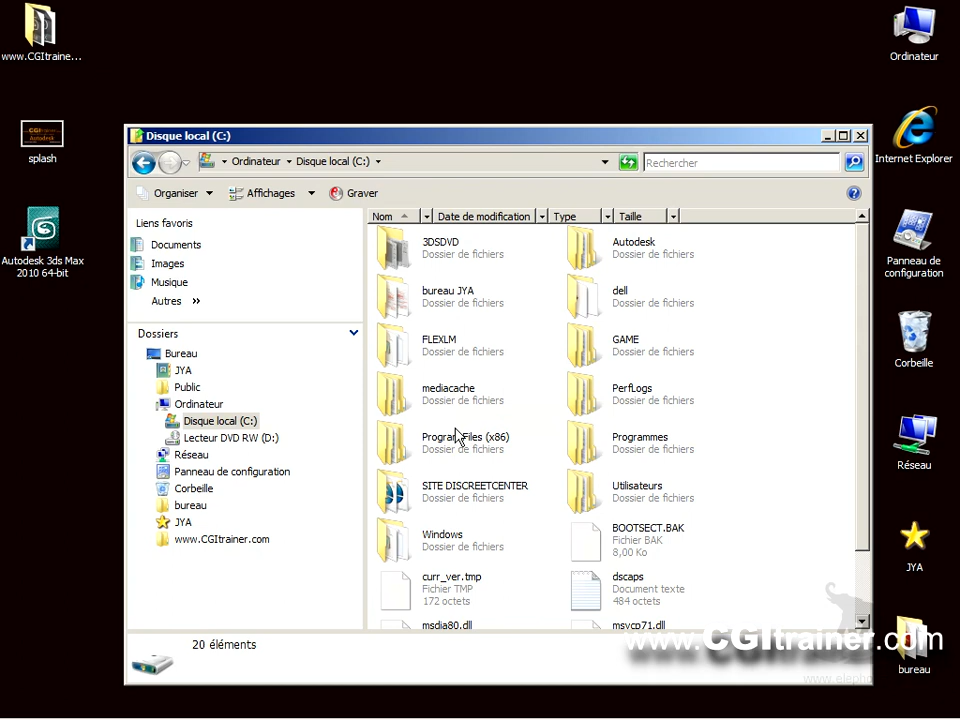 www.CGItraine...
splash
Autodesk 3ds Max
2010 64-bit
Ordinateur
Internet Explorer
Panneau de
configuration
Corbeille
Réseau
JYA
bureau
Disque local (C:)
Ordinateur
Disque local (C:)
Rechercher
Organiser
Affichages
Graver
Liens favoris
Documents
Images
Musique
Autres »
Dossiers
Bureau
JYA
Public
Ordinateur
Disque local (C:)
Lecteur DVD RW (D:)
Réseau
Panneau de configuration
Corbeille
bureau
JYA
www.CGItrainer.com
Nom
Date de modification
Type
Taille
3DSDVD
Dossier de fichiers
Autodesk
Dossier de fichiers
bureau JYA
Dossier de fichiers
dell
Dossier de fichiers
FLEXLM
Dossier de fichiers
GAME
Dossier de fichiers
mediacache
Dossier de fichiers
PerfLogs
Dossier de fichiers
Program Files (x86)
Dossier de fichiers
Programmes
Dossier de fichiers
SITE DISCREETCENTER
Dossier de fichiers
Utilisateurs
Dossier de fichiers
Windows
Dossier de fichiers
BOOTSECT.BAK
Fichier BAK
8,00 Ko
curr_ver.tmp
Fichier TMP
172 octets
dscaps
Document texte
484 octets
msdia80.dll
msvcp71.dll
20 éléments
www.CGItrainer.com